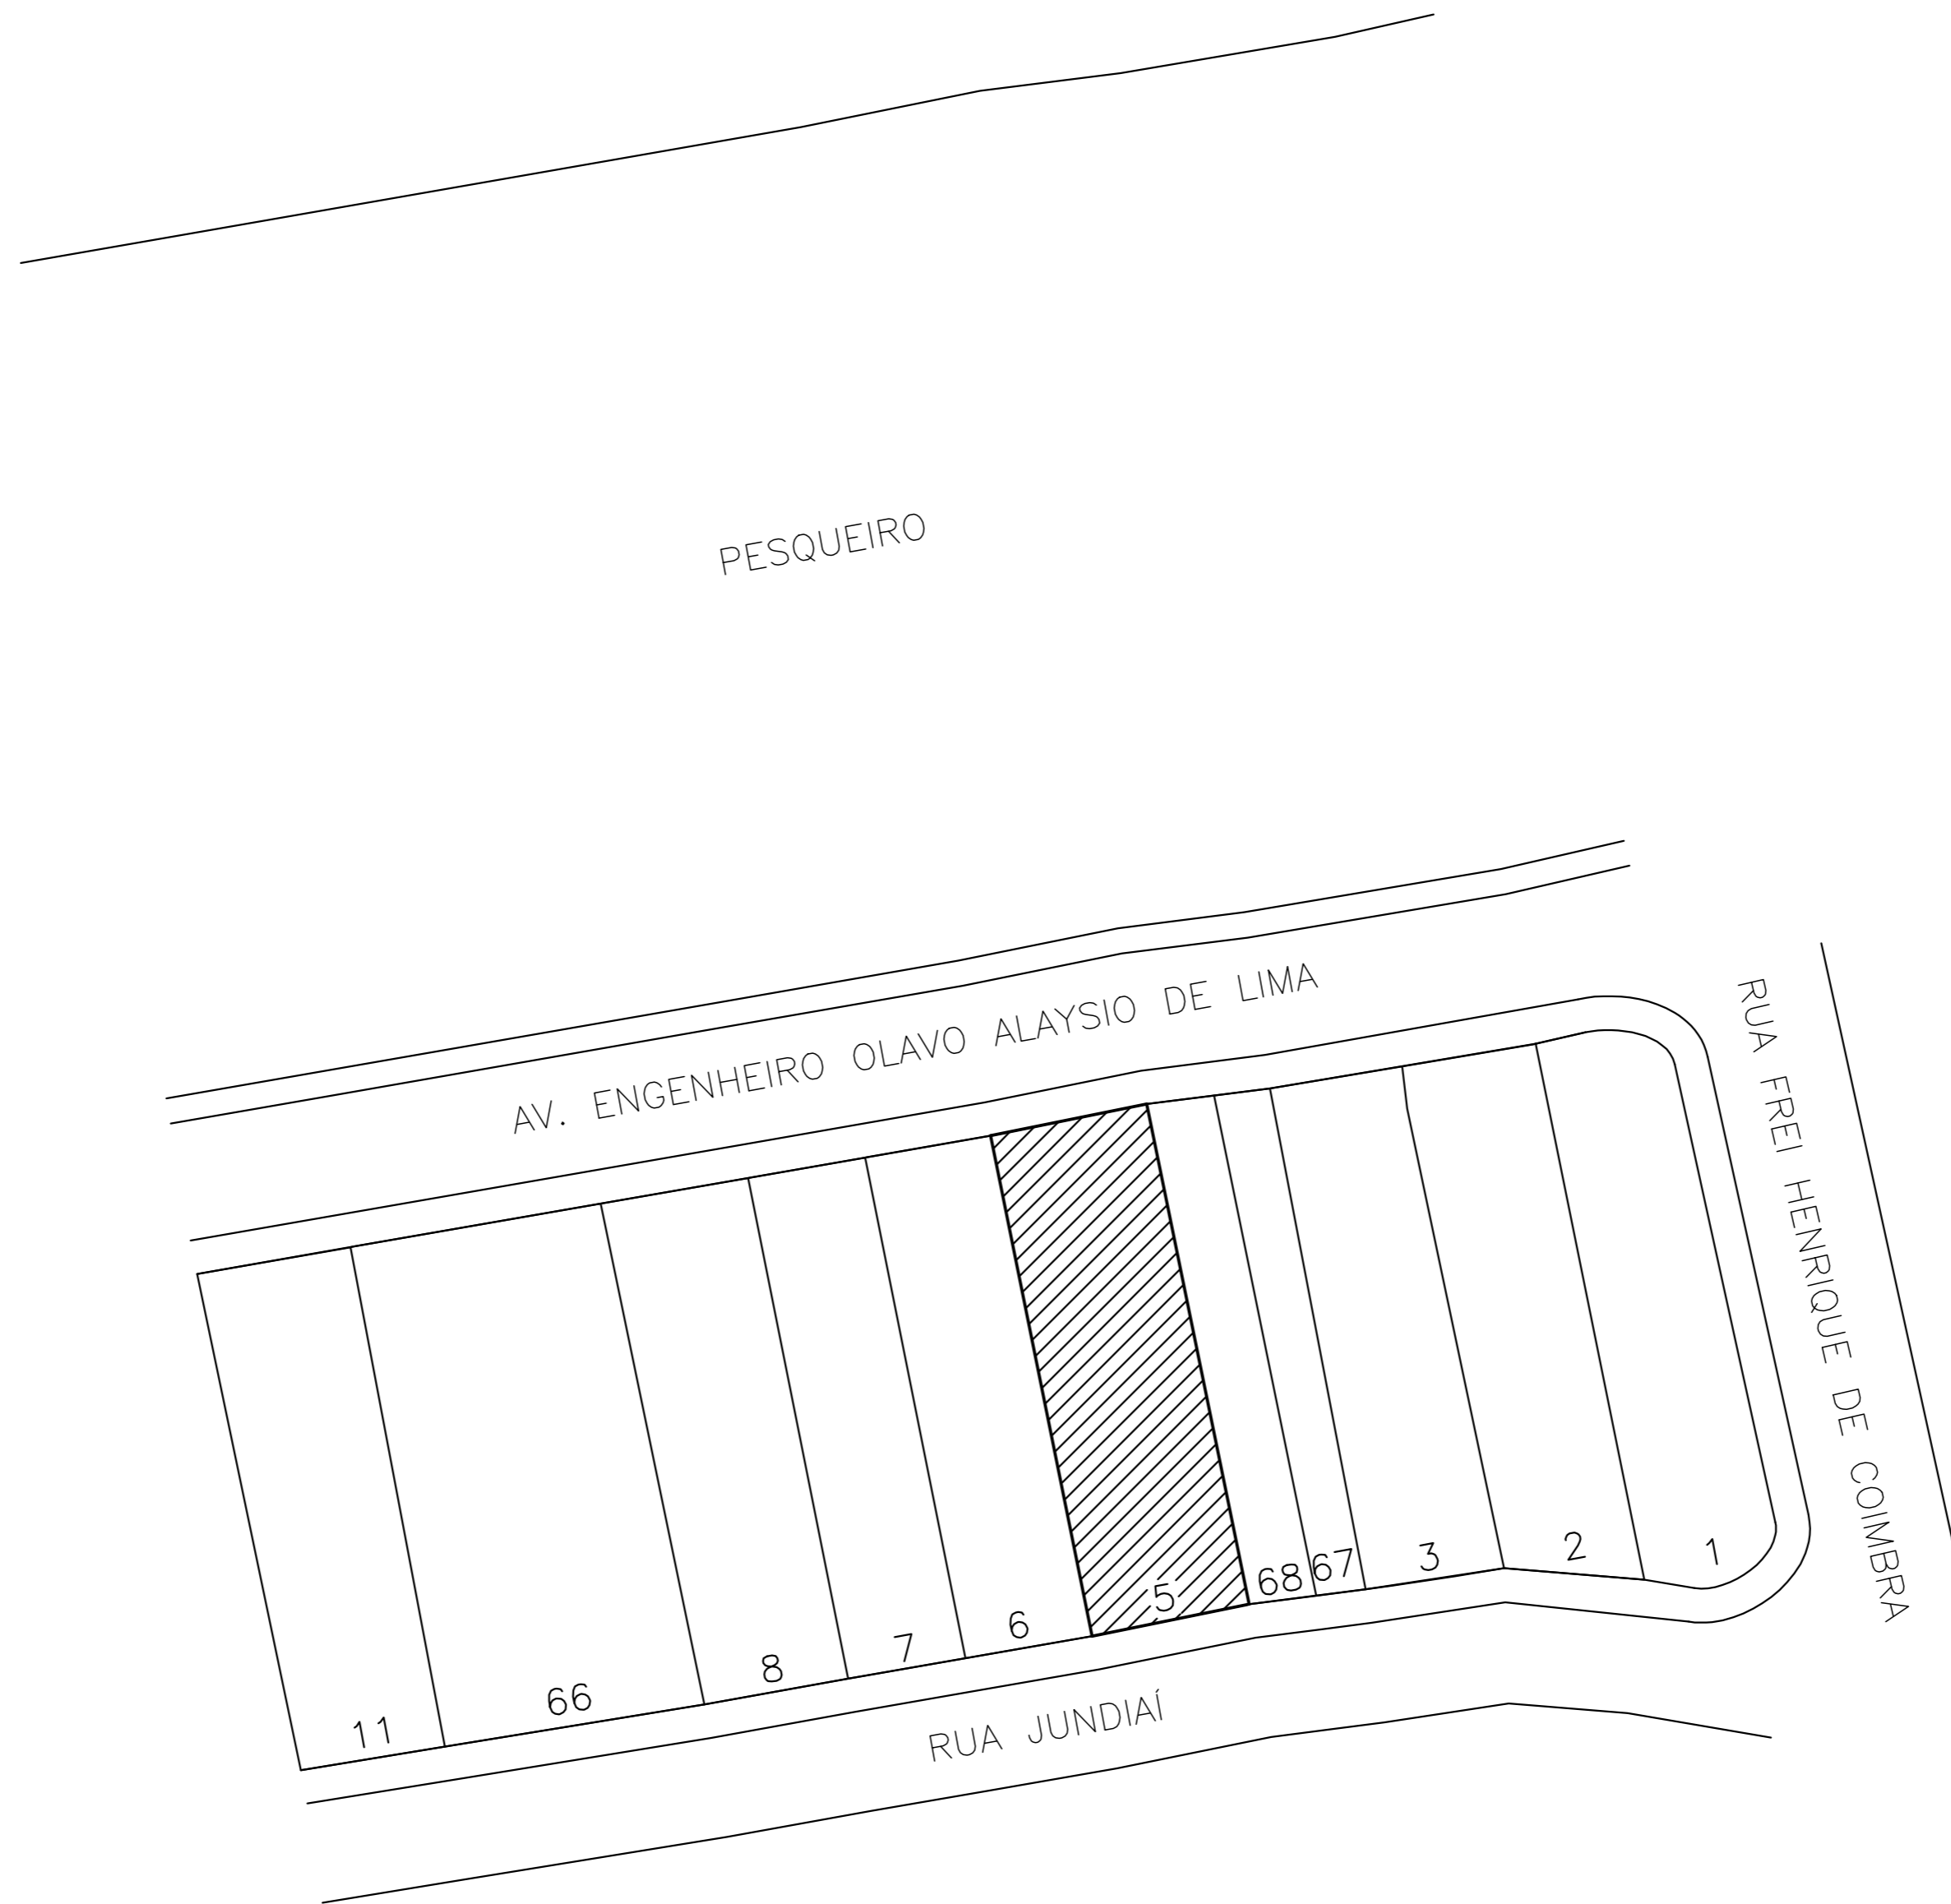 PESQUEIRO
AV. ENGENHEIRO OLAVO ALAYSIO DE LIMA
RUA FREI HENRIQUE DE COIMBRA
11
66
8
7
6
5
68
67
3
2
1
RUA JUNDIAÍ